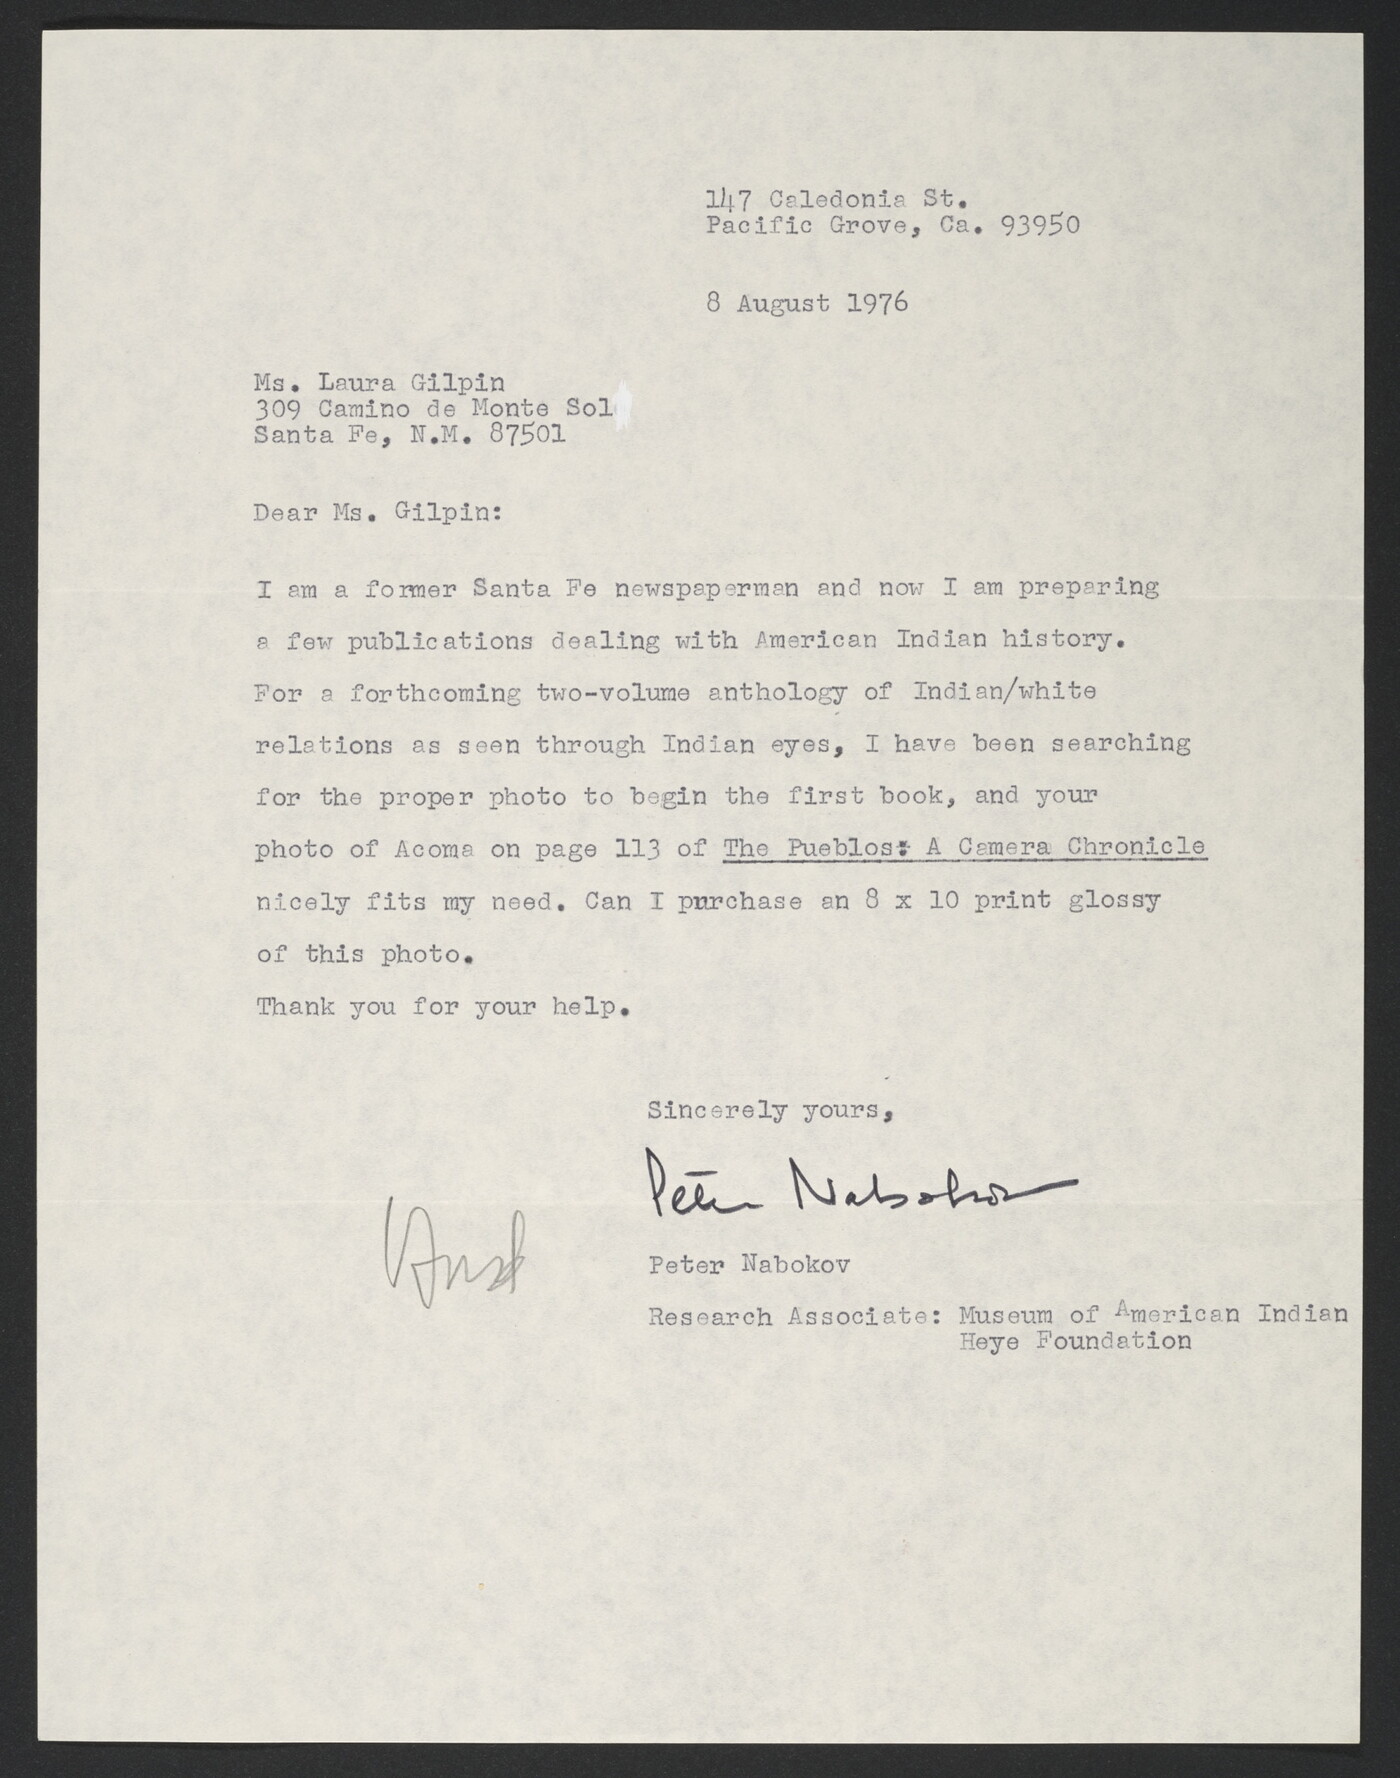 147 Caledonia St.
Pacific Grove, Ca. 93950
8 August 1976
Ms. Laura Gilpin
309 Camino de Monte Sol
Santa Fe, N.M. 87501
Dear Ms. Gilpin:
I am a former Santa Fe newspaperman and now I am preparing
a few publications dealing with American Indian history.
For a forthcoming two-volume anthology of Indian/white
relations as seen through Indian eyes, I have been searching
for the proper photo to begin the first book, and your
photo of Acoma on page 113 of The Pueblos: A Camera Chronicle
nicely fits my need. Can I purchase an 8 x 10 print glossy
of this photo.
Thank you for your help.
Sincerely yours,
Peter Nabokov
Peter Nabokov
Research Associate: Museum of American Indian
Heye Foundation